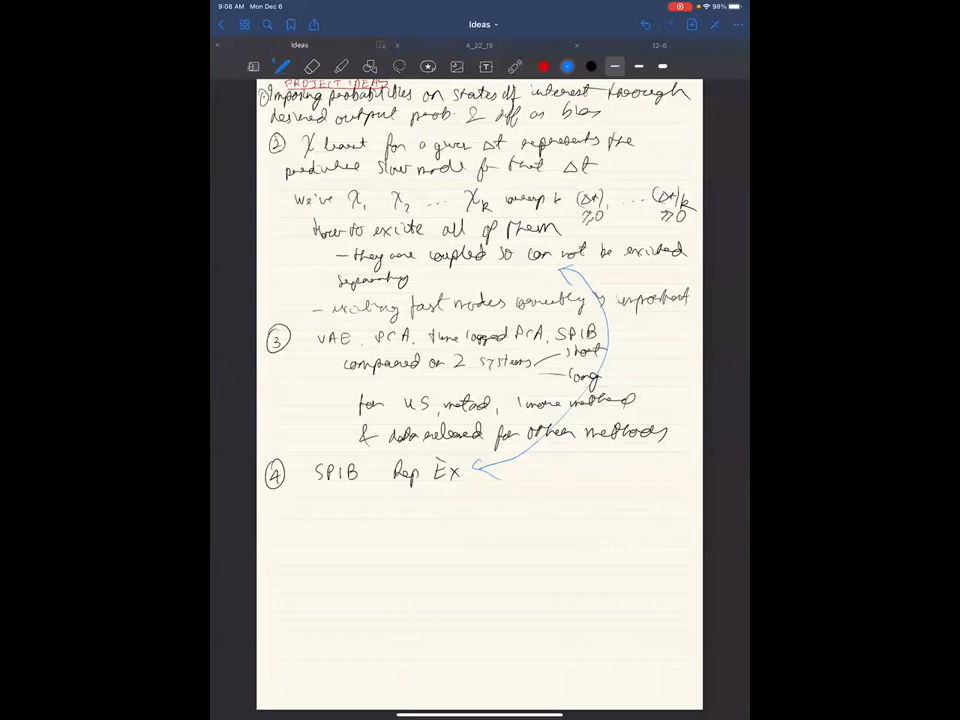 9:08 AM Mon Dec 6
98%
Ideas
Ideas
4_22_19
12-6
PROJECT IDEAS
① Imposing probabilities on states of interest through
desired output prob. & diff as bias
② χ learnt for a given Δt represents the
slow mode for that Δt
we've χ₁ χ₂ ... χₖ (Δt)₁ ... (Δt)ₖ
≥0 ≥0
How to excite all of them
- they are coupled so can not be excited
separately
- exciting fast modes is important
③ VAE, PCA, time lagged PCA, SPIB
compared on 2 systems short
long
for US, metad, 1 more method
& data released for other methods
④ SPIB Rep Ex